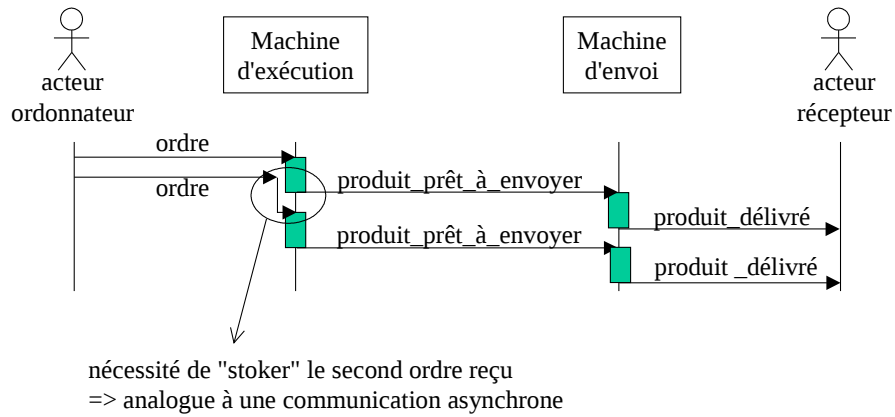 acteur
ordonnateur
Machine
d'exécution
Machine
d'envoi
acteur
récepteur
ordre
ordre
produit_prêt_à_envoyer
produit_délivré
produit_prêt_à_envoyer
produit _délivré
nécessité de "stoker" le second ordre reçu
=> analogue à une communication asynchrone